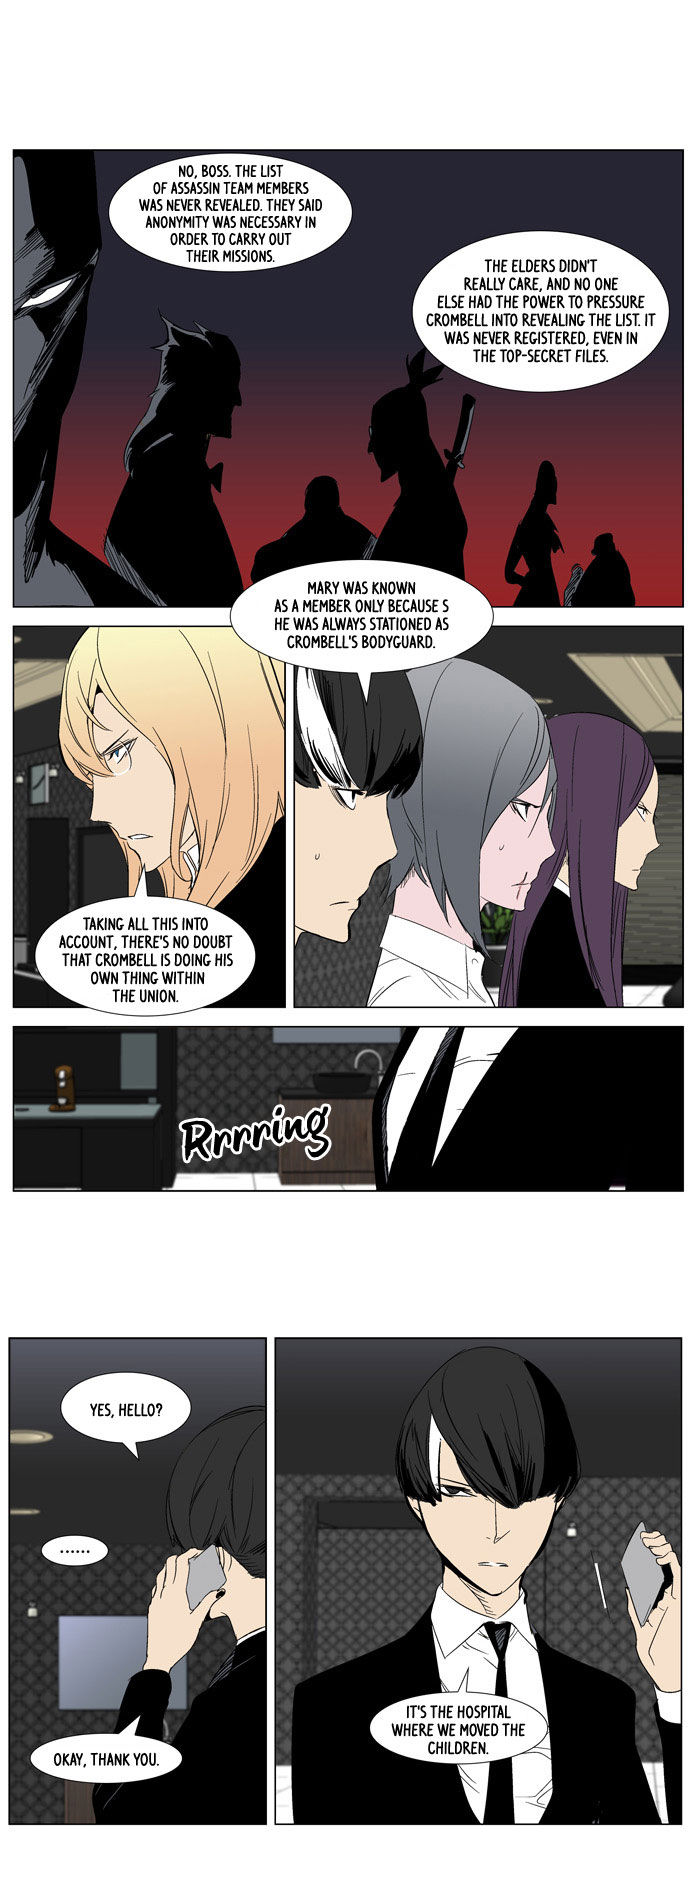 NO, BOSS. THE LIST
OF ASSASSIN TEAM MEMBERS
WAS NEVER REVEALED. THEY SAID
ANONYMITY WAS NECESSARY IN
ORDER TO CARRY OUT
THEIR MISSIONS.
THE ELDERS DIDN'T
REALLY CARE, AND NO ONE
ELSE HAD THE POWER TO PRESSURE
CROMBELL INTO REVEALING THE LIST. IT
WAS NEVER REGISTERED, EVEN IN
THE TOP-SECRET FILES.
MARY WAS KNOWN
AS A MEMBER ONLY BECAUSE S
HE WAS ALWAYS STATIONED AS
CROMBELL'S BODYGUARD.
TAKING ALL THIS INTO
ACCOUNT, THERE'S NO DOUBT
THAT CROMBELL IS DOING HIS
OWN THING WITHIN
THE UNION.
Rrrring
YES, HELLO?
......
OKAY, THANK YOU.
IT'S THE HOSPITAL
WHERE WE MOVED THE
CHILDREN.